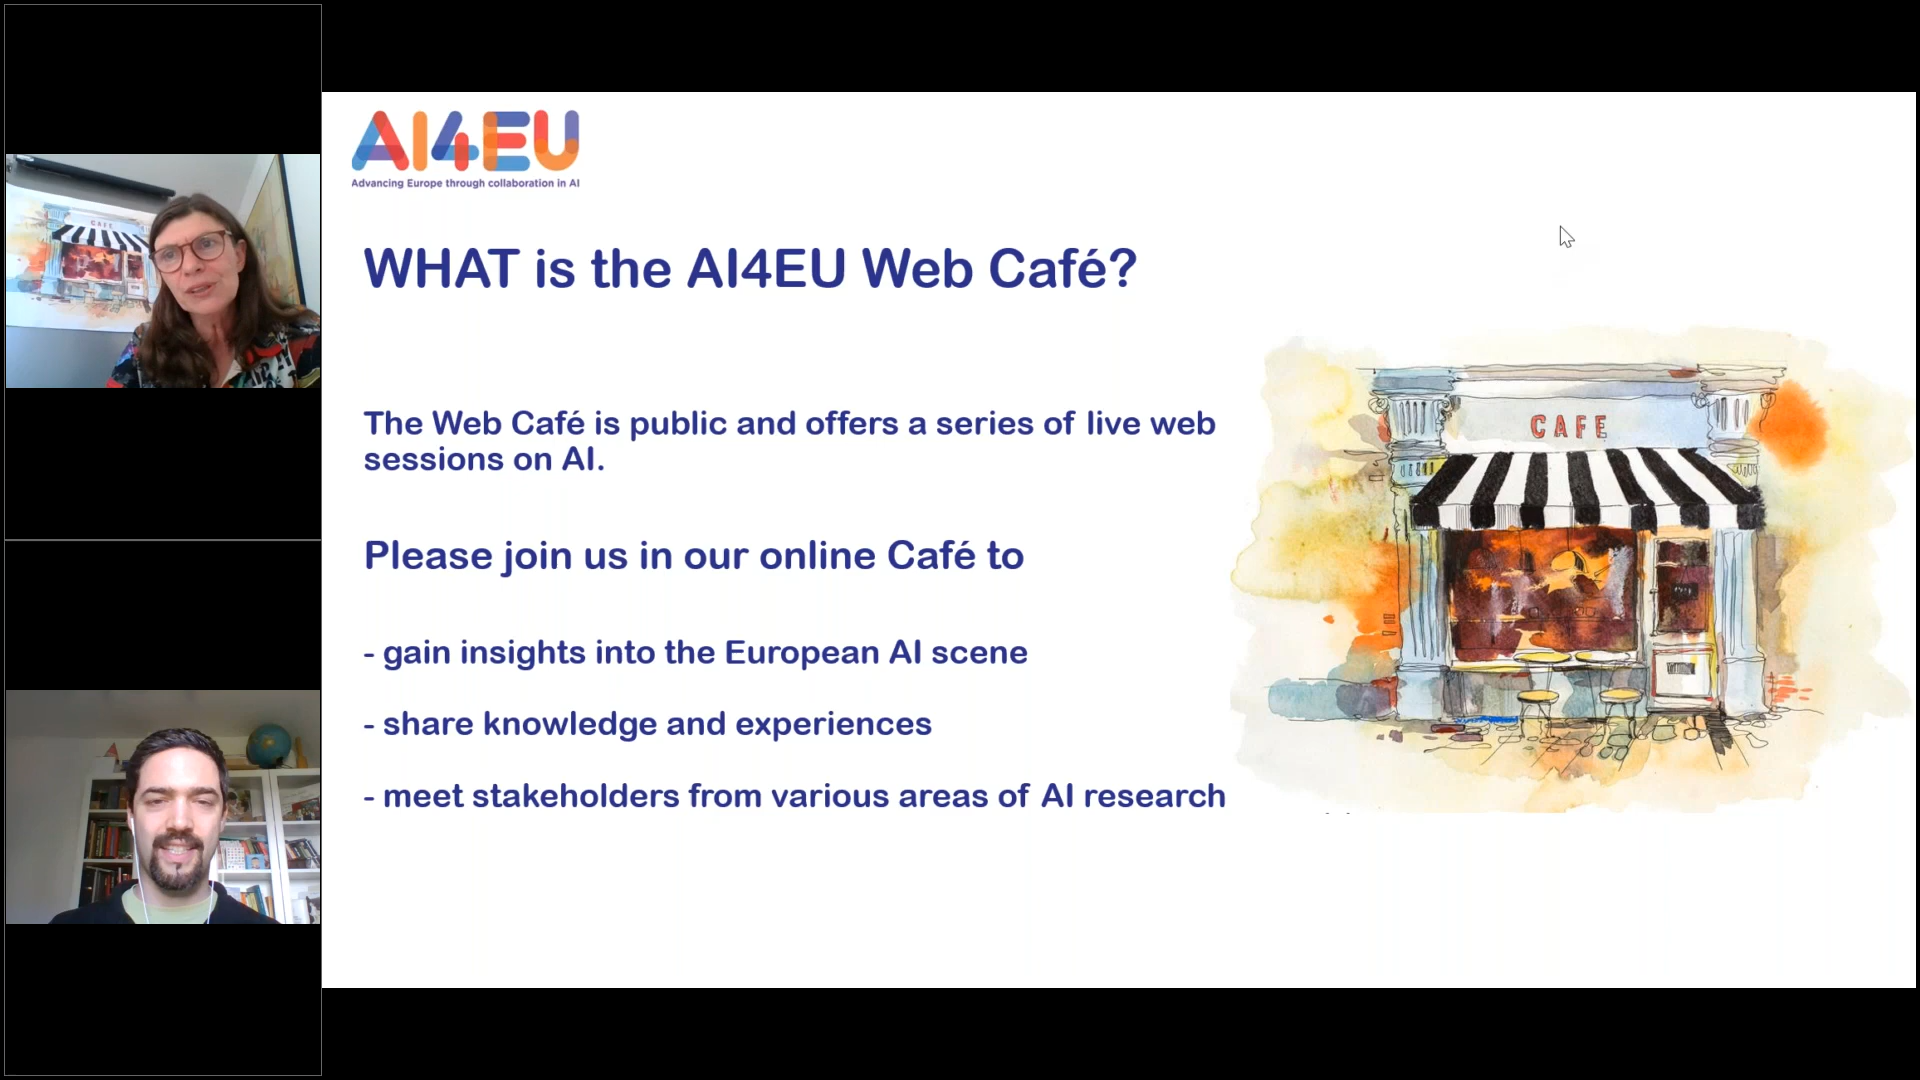 AI4EU
Advancing Europe through collaboration in AI
WHAT is the AI4EU Web Café?
The Web Café is public and offers a series of live web
sessions on AI.
Please join us in our online Café to
- gain insights into the European AI scene
- share knowledge and experiences
- meet stakeholders from various areas of AI research
CAFE
CAFE